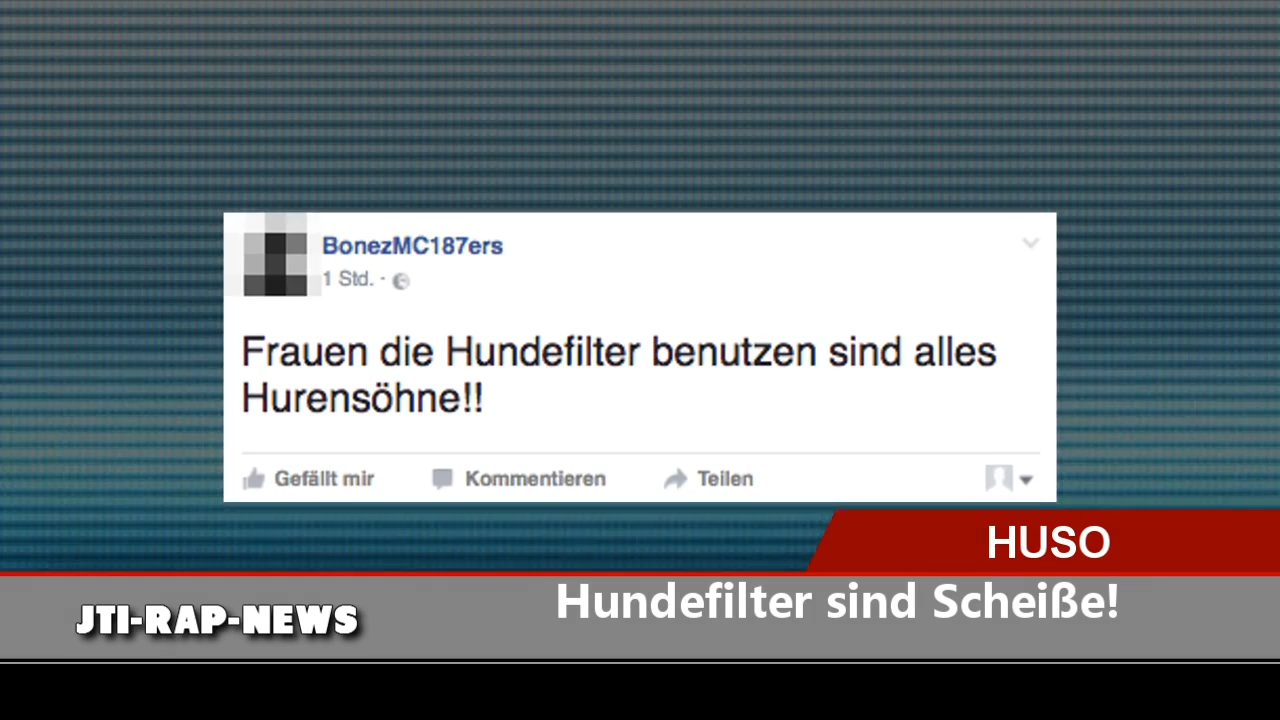 BonezMC187ers
1 Std. ·
Frauen die Hundefilter benutzen sind alles
Hurensöhne!!
Gefällt mir Kommentieren Teilen
HUSO
Hundefilter sind Scheiße!
JTI-RAP-NEWS